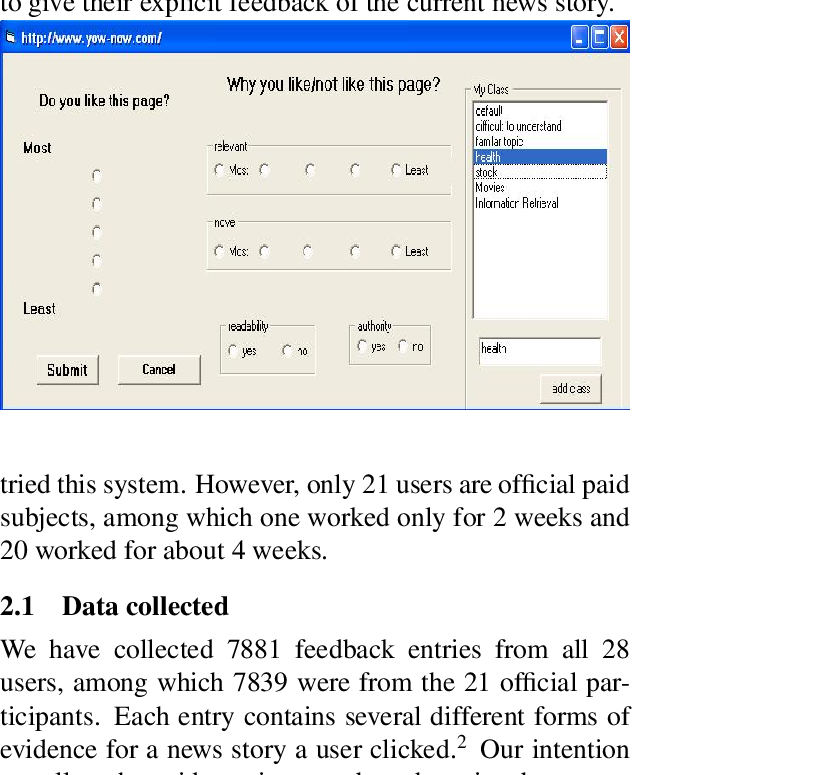 to give their explicit feedback of the current news story.
http://www.yow-now.com/
Why you like/not like this page?
Do you like this page?
Most
Least
relevant
Most Least
novel
Most Least
readability
yes no
authority
yes no
Submit Cancel
My Class
default
difficult to understand
familar topic
health
stock
Movies
Information Retrieval
health
add class
tried this system. However, only 21 users are official paid
subjects, among which one worked only for 2 weeks and
20 worked for about 4 weeks.
2.1 Data collected
We have collected 7881 feedback entries from all 28
users, among which 7839 were from the 21 official par-
ticipants. Each entry contains several different forms of
evidence for a news story a user clicked.2 Our intention